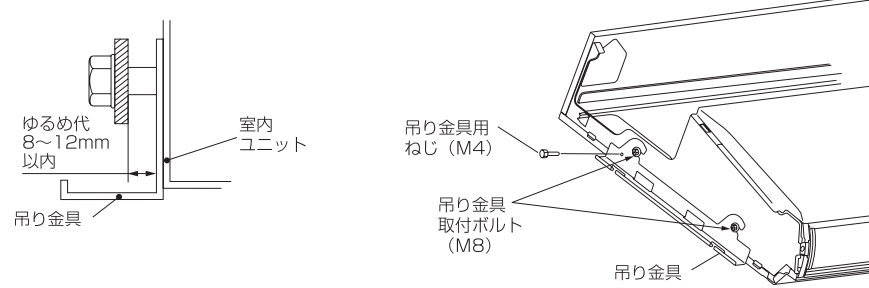 ゆるめ代
8〜12mm
以内
室内
ユニット
吊り金具
吊り金具用
ねじ（M4）
吊り金具
取付ボルト
（M8）
吊り金具